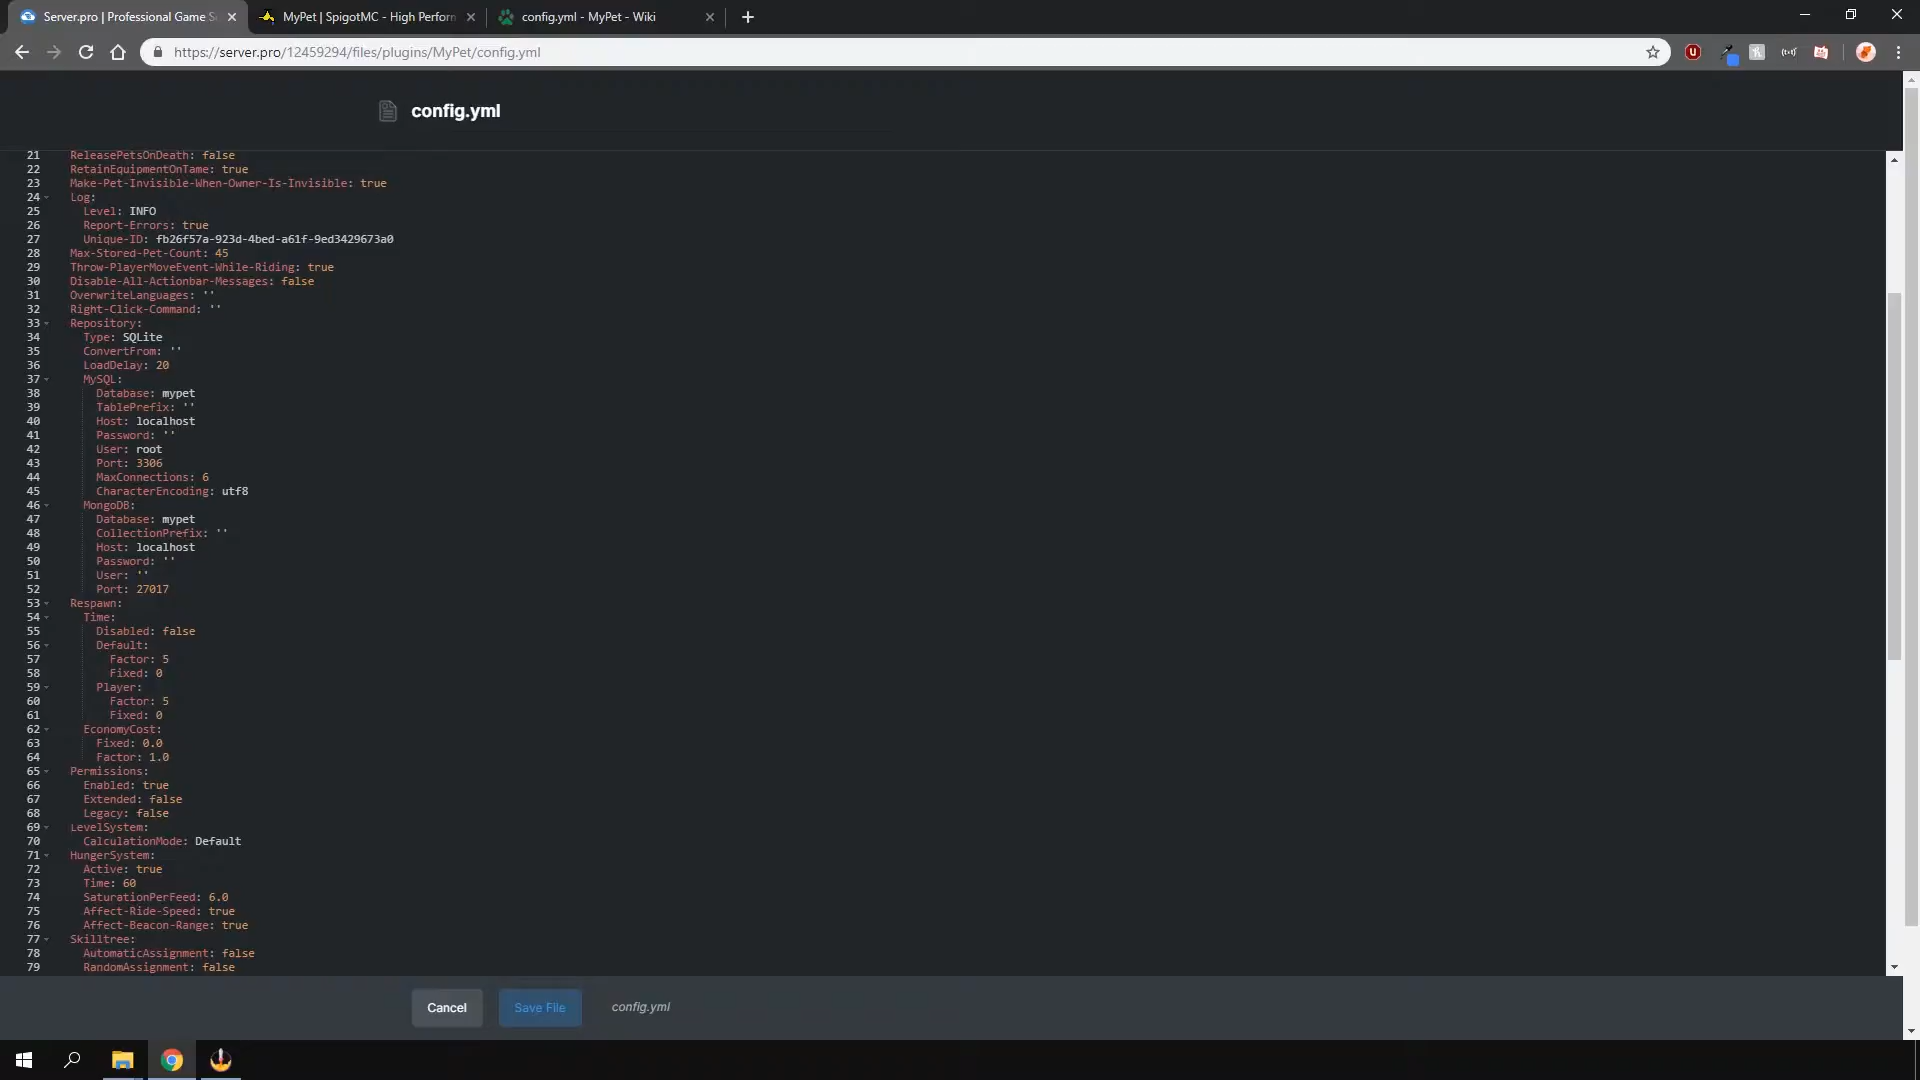 Server.pro | Professional Game S
MyPet | SpigotMC - High Perform
config.yml - MyPet - Wiki
https://server.pro/12459294/files/plugins/MyPet/config.yml
config.yml
21 ReleasePetsOnDeath: false
22 RetainEquipmentOnTame: true
23 Make-Pet-Invisible-When-Owner-Is-Invisible: true
24 Log:
25 Level: INFO
26 Report-Errors: true
27 Unique-ID: fb26f57a-923d-4bed-a61f-9ed3429673a0
28 Max-Stored-Pet-Count: 45
29 Throw-PlayerMoveEvent-While-Riding: true
30 Disable-All-Actionbar-Messages: false
31 OverwriteLanguages: ''
32 Right-Click-Command: ''
33 Repository:
34 Type: SQLite
35 ConvertFrom: ''
36 LoadDelay: 20
37 MySQL:
38 Database: mypet
39 TablePrefix: ''
40 Host: localhost
41 Password: ''
42 User: root
43 Port: 3306
44 MaxConnections: 6
45 CharacterEncoding: utf8
46 MongoDB:
47 Database: mypet
48 CollectionPrefix: ''
49 Host: localhost
50 Password: ''
51 User: ''
52 Port: 27017
53 Respawn:
54 Time:
55 Disabled: false
56 Default:
57 Factor: 5
58 Fixed: 0
59 Player:
60 Factor: 5
61 Fixed: 0
62 EconomyCost:
63 Fixed: 0.0
64 Factor: 1.0
65 Permissions:
66 Enabled: true
67 Extended: false
68 Legacy: false
69 LevelSystem:
70 CalculationMode: Default
71 HungerSystem:
72 Active: true
73 Time: 60
74 SaturationPerFeed: 6.0
75 Affect-Ride-Speed: true
76 Affect-Beacon-Range: true
77 Skilltree:
78 AutomaticAssignment: false
79 RandomAssignment: false
Cancel
Save File
config.yml